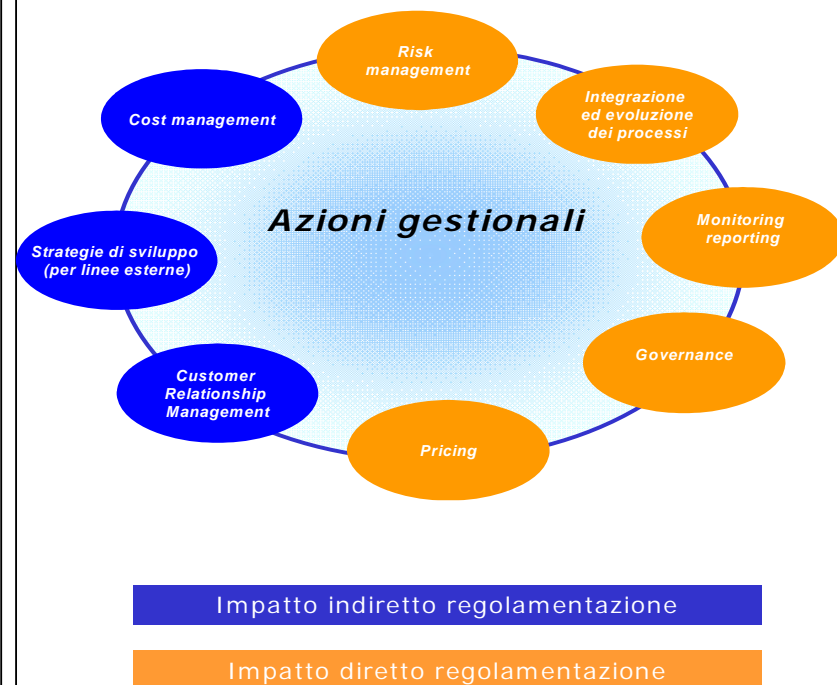 Risk
management
Integrazione
ed evoluzione
dei processi
Cost management
Azioni gestionali
Monitoring
reporting
Strategie di sviluppo
(per linee esterne)
Governance
Customer
Relationship
Management
Pricing
Impatto indiretto regolamentazione
Impatto diretto regolamentazione